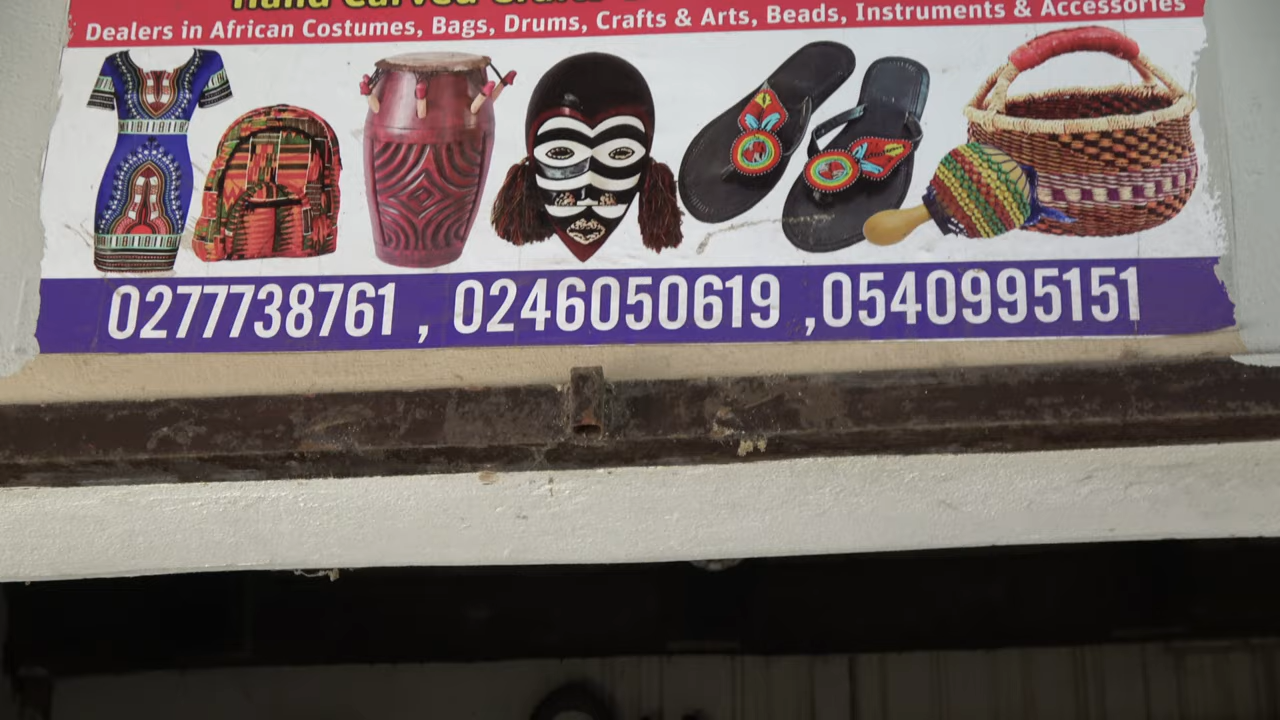 Hand Carved Crafts
Dealers in African Costumes, Bags, Drums, Crafts & Arts, Beads, Instruments & Accessories
0277738761 , 0246050619 ,0540995151